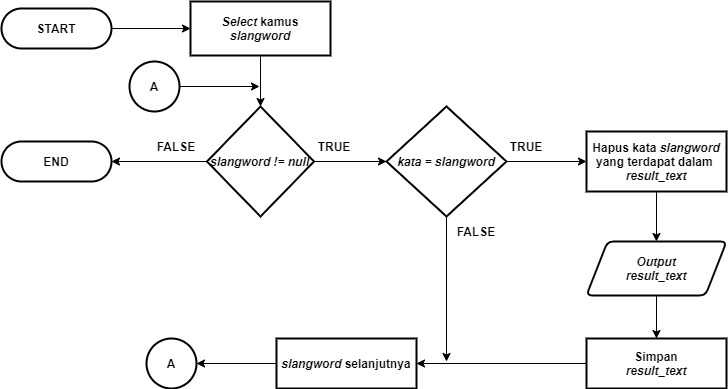 START
Select kamus
slangword
A
END
FALSE
slangword != null
TRUE
kata = slangword
TRUE
Hapus kata slangword
yang terdapat dalam
result_text
FALSE
Output
result_text
A
slangword selanjutnya
Simpan
result_text